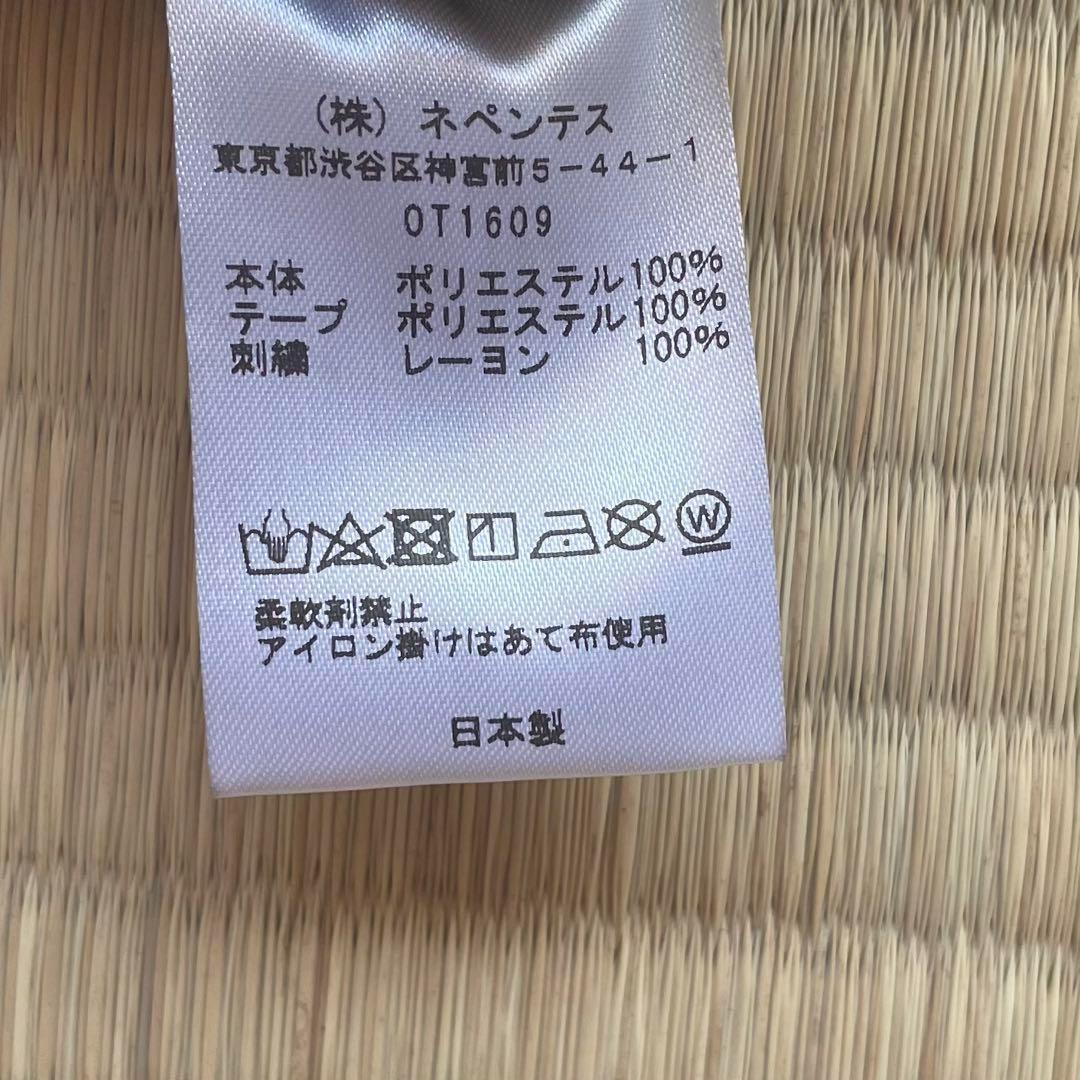 (株) ネペンテス
東京都渋谷区神宮前5-44-1
OT1609
本体 ポリエステル100%
テープ ポリエステル100%
刺繍 レーヨン 100%
W
柔軟剤禁止
アイロン掛けはあて布使用
日本製